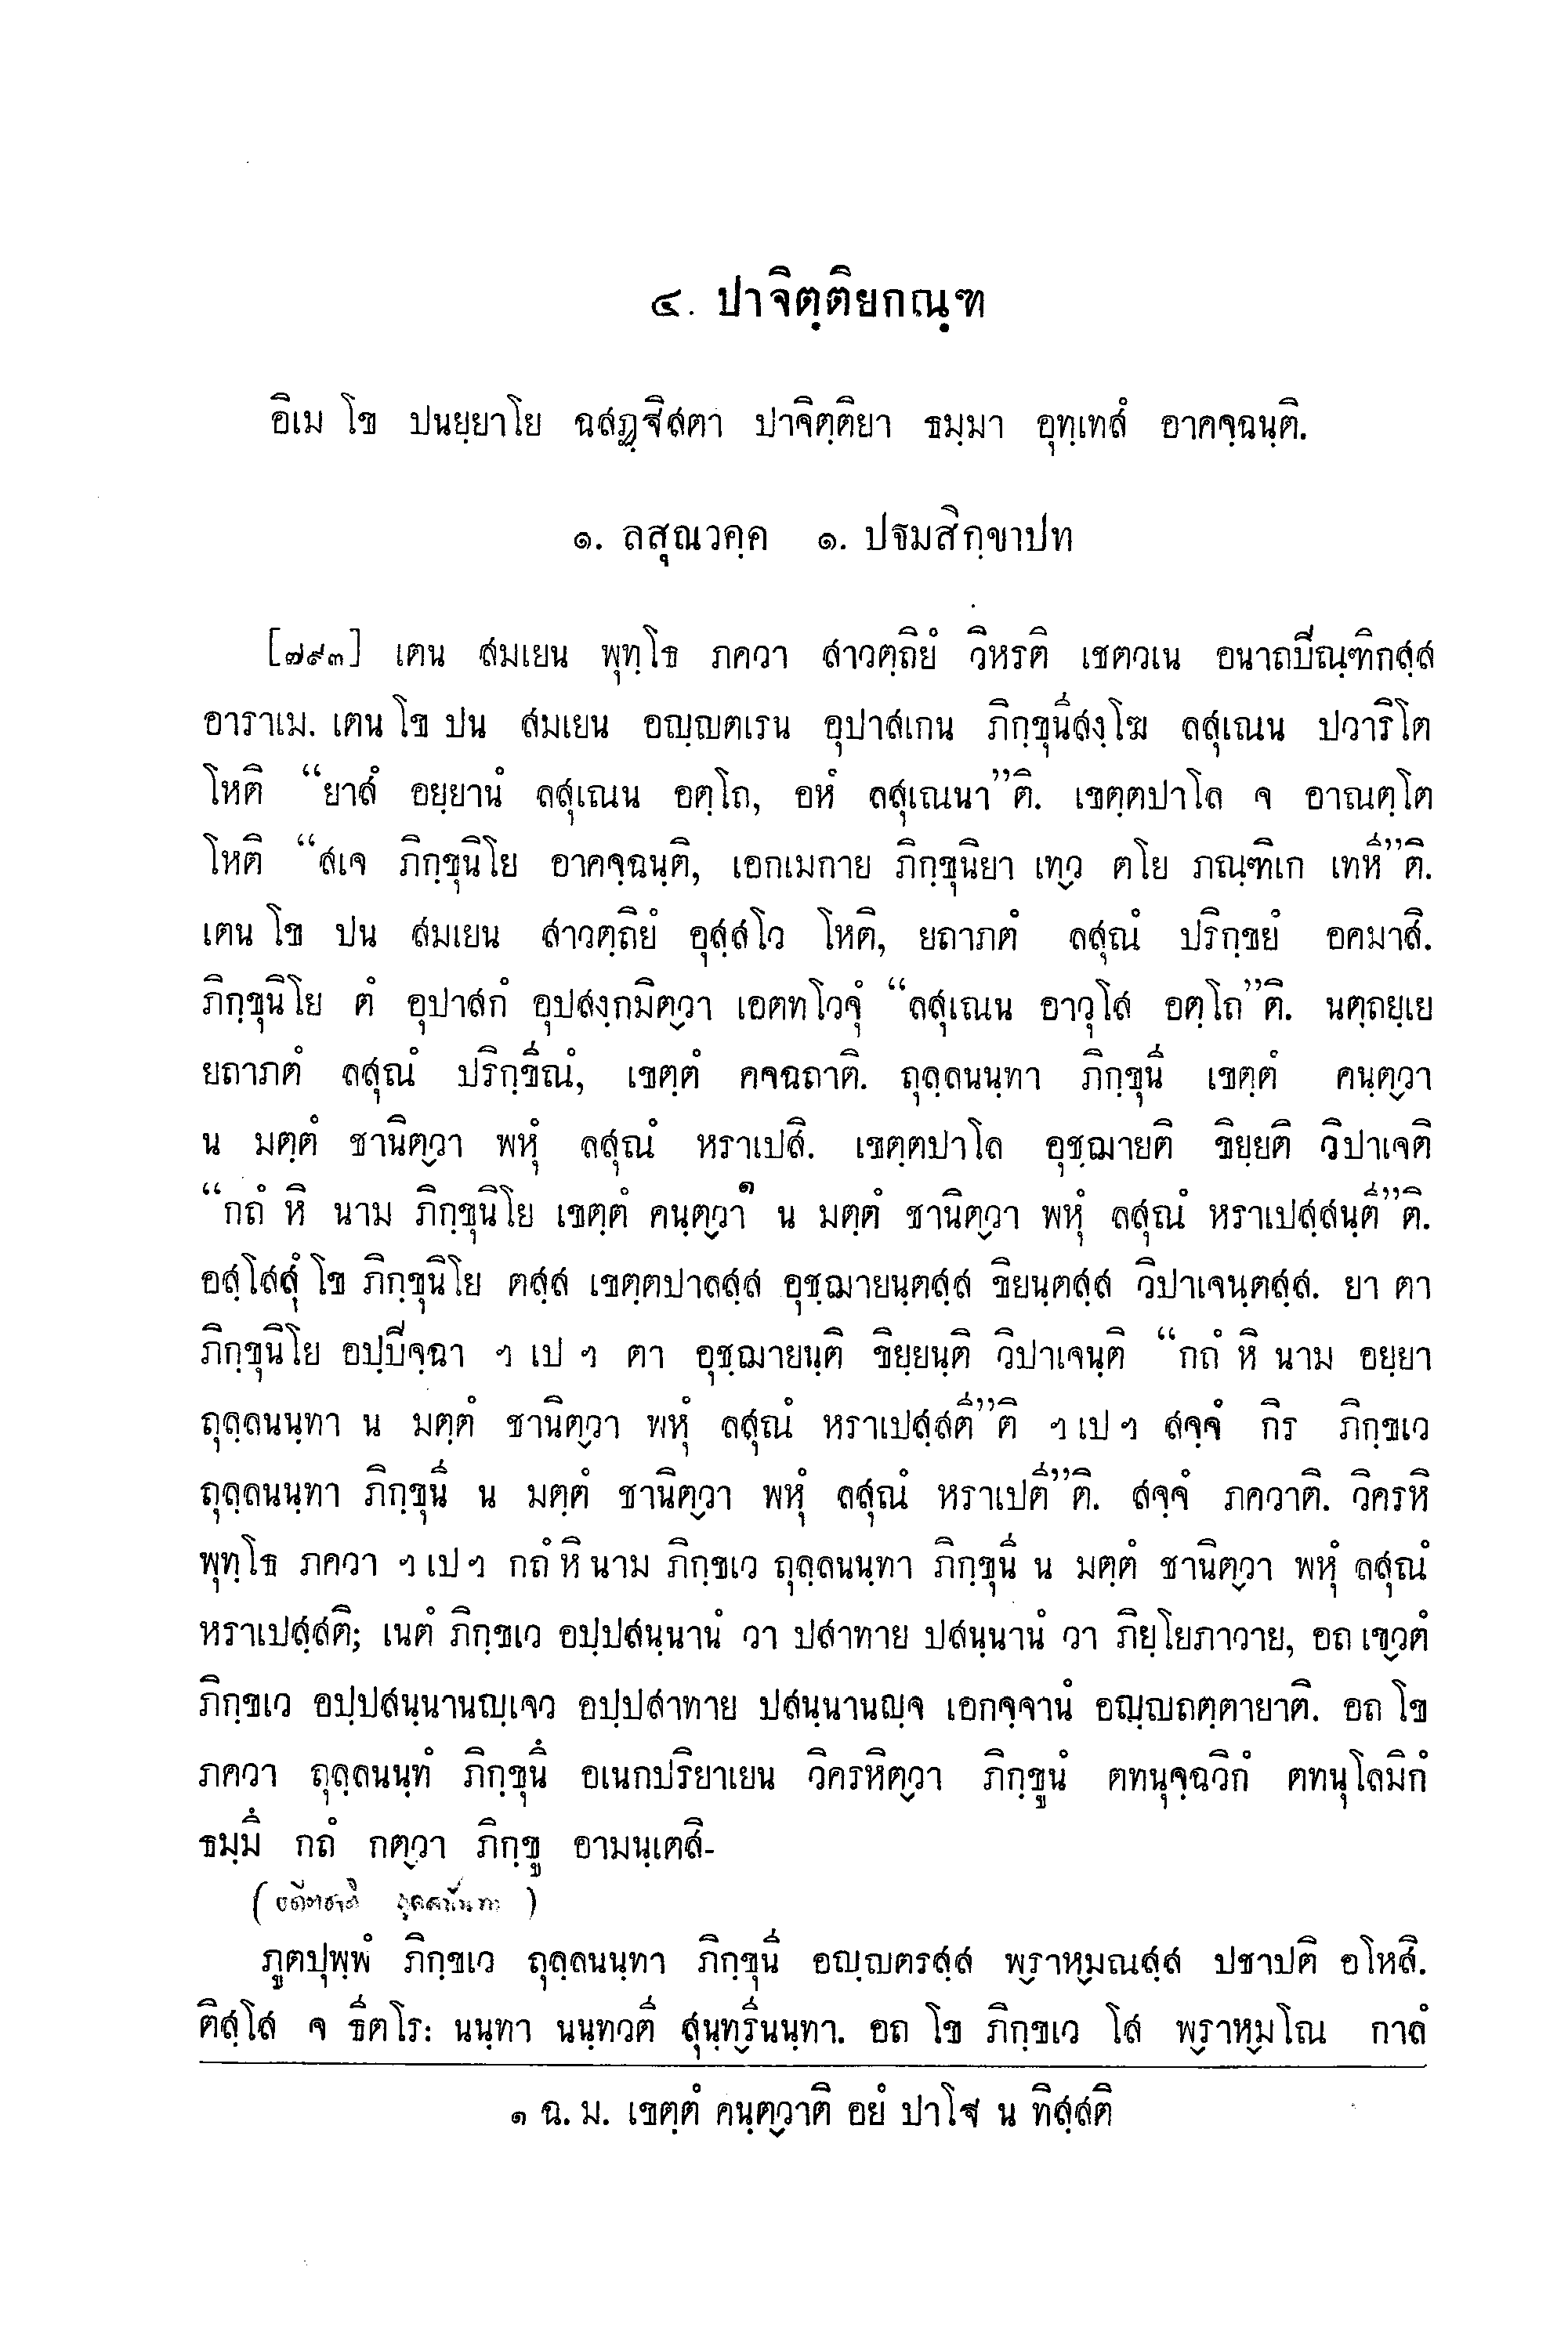 ๔. ปาจิตฺติยกณฺฑ
อิเม โข ปนยฺยาโย ฉสฏฺฐิสตา ปาจิตฺติยา ธมฺมา อุทฺเทสํ อาคจฺฉนฺติ.
๑. ลสุณวคฺค ๑. ปฐมสิกฺขาปท
[๗๙๓] เตน สมเยน พุทฺโธ ภควา สาวตฺถิยํ วิหรติ เชตวเน อนาถปิณฺฑิกสฺส
อาราเม. เตน โข ปน สมเยน อญฺญตเรน อุปาสเกน ภิกฺขุนีสงฺโฆ ลสุเณน ปวาริโต
โหติ “ยาสํ อยฺยานํ ลสุเณน อตฺโถ, อหํ ลสุเณนา”ติ. เขตฺตปาโล จ อาณตฺโต
โหติ “สเจ ภิกฺขุนิโย อาคจฺฉนฺติ, เอกเมกาย ภิกฺขุนิยา เทฺว ตโย ภณฺฑิเก เทหี”ติ.
เตน โข ปน สมเยน สาวตฺถิยํ อุสฺสโว โหติ, ยถาภตํ ลสุณํ ปริกฺขยํ อคมาสิ.
ภิกฺขุนิโย ตํ อุปาสกํ อุปสงฺกมิตฺวา เอตทโวจุํ “ลสุเณน อาวุโส อตฺโถ”ติ. นตฺถยฺเย
ยถาภตํ ลสุณํ ปริกฺขีณํ, เขตฺตํ คจฉถาติ. ถุลฺลนนฺทา ภิกฺขุนี เขตฺตํ คนฺตฺวา
น มตฺตํ ชานิตฺวา พหุํ ลสุณํ หราเปสิ. เขตฺตปาโล อุชฺฌายติ ขิยฺยติ วิปาเจติ
“กถํ หิ นาม ภิกฺขุนิโย เขตฺตํ คนฺตฺวา๑ น มตฺตํ ชานิตฺวา พหุํ ลสุณํ หราเปสฺสนฺตี”ติ.
อสฺโสสุํ โข ภิกฺขุนิโย ตสฺส เขตฺตปาลสฺส อุชฺฌายนฺตสฺส ขิยนฺตสฺส วิปาเจนฺตสฺส. ยา ตา
ภิกฺขุนิโย อปฺปิจฺฉา ฯ เป ฯ ตา อุชฺฌายนฺติ ขิยฺยนฺติ วิปาเจนฺติ “กถํ หิ นาม อยฺยา
ถุลฺลนนฺทา น มตฺตํ ชานิตฺวา พหุํ ลสุณํ หราเปสฺสตี”ติ ฯ เป ฯ สจฺจํ กิร ภิกฺขเว
ถุลฺลนนฺทา ภิกฺขุนี น มตฺตํ ชานิตฺวา พหุํ ลสุณํ หราเปตี”ติ. สจฺจํ ภควาติ. วิครหิ
พุทฺโธ ภควา ฯ เป ฯ กถํ หิ นาม ภิกฺขเว ถุลฺลนนฺทา ภิกฺขุนี น มตฺตํ ชานิตฺวา พหุํ ลสุณํ
หราเปสฺสติ; เนตํ ภิกฺขเว อปฺปสนฺนานํ วา ปสาทาย ปสนฺนานํ วา ภิยฺโยภาวาย, อถ เขฺวตํ
ภิกฺขเว อปฺปสนฺนานญฺเจว อปฺปสาทาย ปสนฺนานญฺจ เอกจฺจานํ อญฺญถตฺตายาติ. อถ โข
ภควา ถุลฺลนนฺทํ ภิกฺขุนึ อเนกปริยาเยน วิครหิตฺวา ภิกฺขูนํ ตทนุจฺฉวิกํ ตทนุโลมิกํ
ธมฺมึ กถํ กตฺวา ภิกฺขู อามนฺเตสิ-
ภูตปุพฺพํ ภิกฺขเว ถุลฺลนนฺทา ภิกฺขุนี อญฺญตรสฺส พฺราหฺมณสฺส ปชาปติ อโหสิ.
ติสฺโส จ ธีตโร: นนฺทา นนฺทวตี สุนฺทรีนนฺทา. อถ โข ภิกฺขเว โส พฺราหฺมโณ กาลํ
๑ ฉ. ม. เขตฺตํ คนฺตฺวาติ อยํ ปาโฐ น ทิสฺสติ